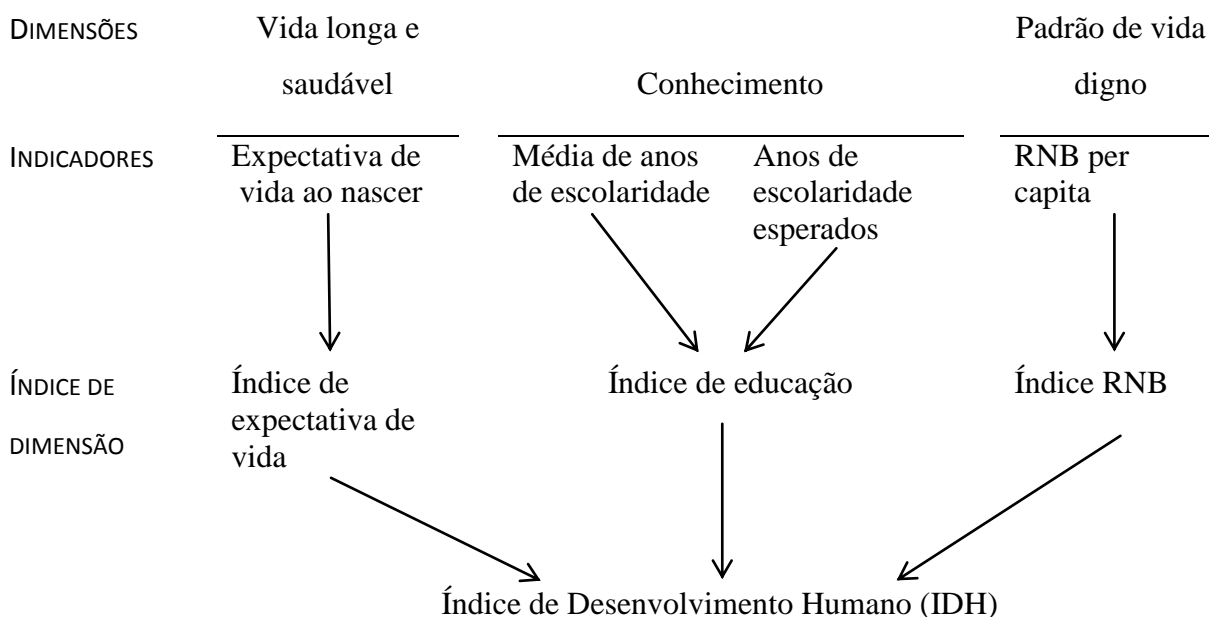 DIMENSÕES
Vida longa e
saudável
Conhecimento
Padrão de vida
digno
INDICADORES
Expectativa de
vida ao nascer
Média de anos
de escolaridade
Anos de
escolaridade
esperados
RNB per
capita
ÍNDICE DE
DIMENSÃO
Índice de
expectativa de
vida
Índice de educação
Índice RNB
Índice de Desenvolvimento Humano (IDH)